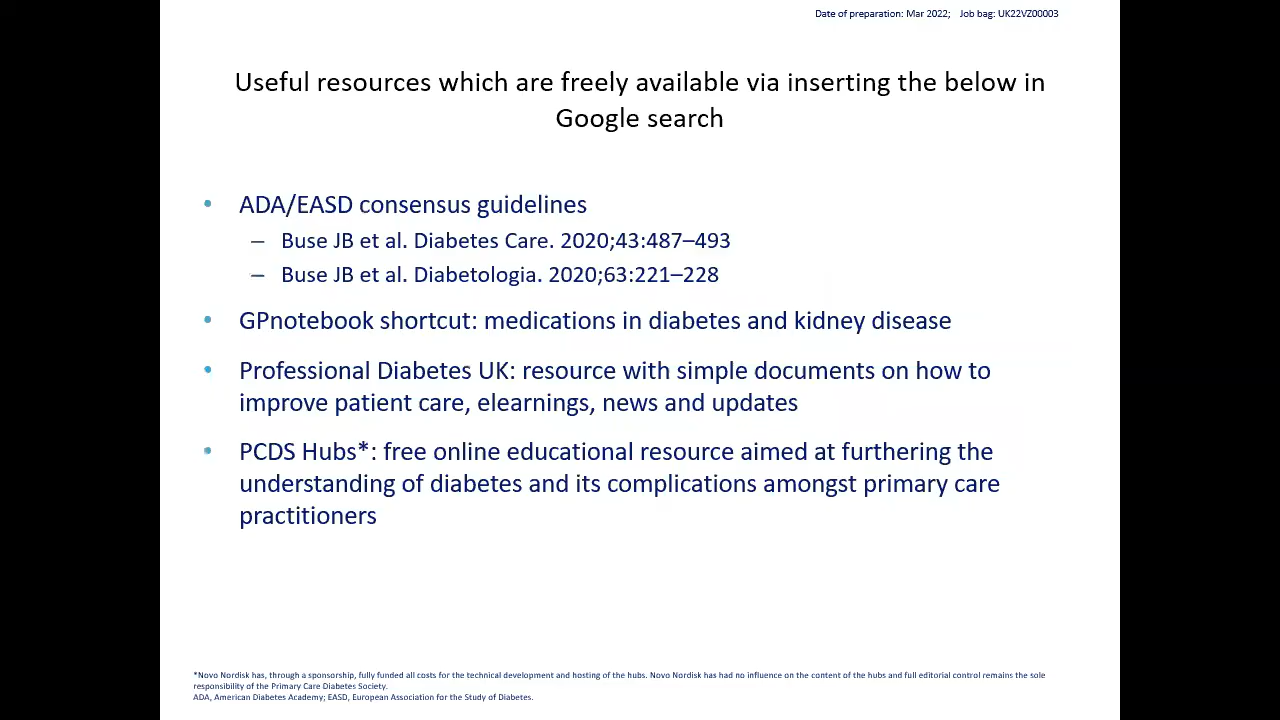 Date of preparation: Mar 2022; Job bag: UK22VZ00003
Useful resources which are freely available via inserting the below in
Google search
• ADA/EASD consensus guidelines
– Buse JB et al. Diabetes Care. 2020;43:487–493
– Buse JB et al. Diabetologia. 2020;63:221–228
• GPnotebook shortcut: medications in diabetes and kidney disease
• Professional Diabetes UK: resource with simple documents on how to
improve patient care, elearnings, news and updates
• PCDS Hubs*: free online educational resource aimed at furthering the
understanding of diabetes and its complications amongst primary care
practitioners
*Novo Nordisk has, through a sponsorship, fully funded all costs for the technical development and hosting of the hubs. Novo Nordisk has had no influence on the content of the hubs and full editorial control remains the sole
responsibility of the Primary Care Diabetes Society.
ADA, American Diabetes Academy; EASD, European Association for the Study of Diabetes.